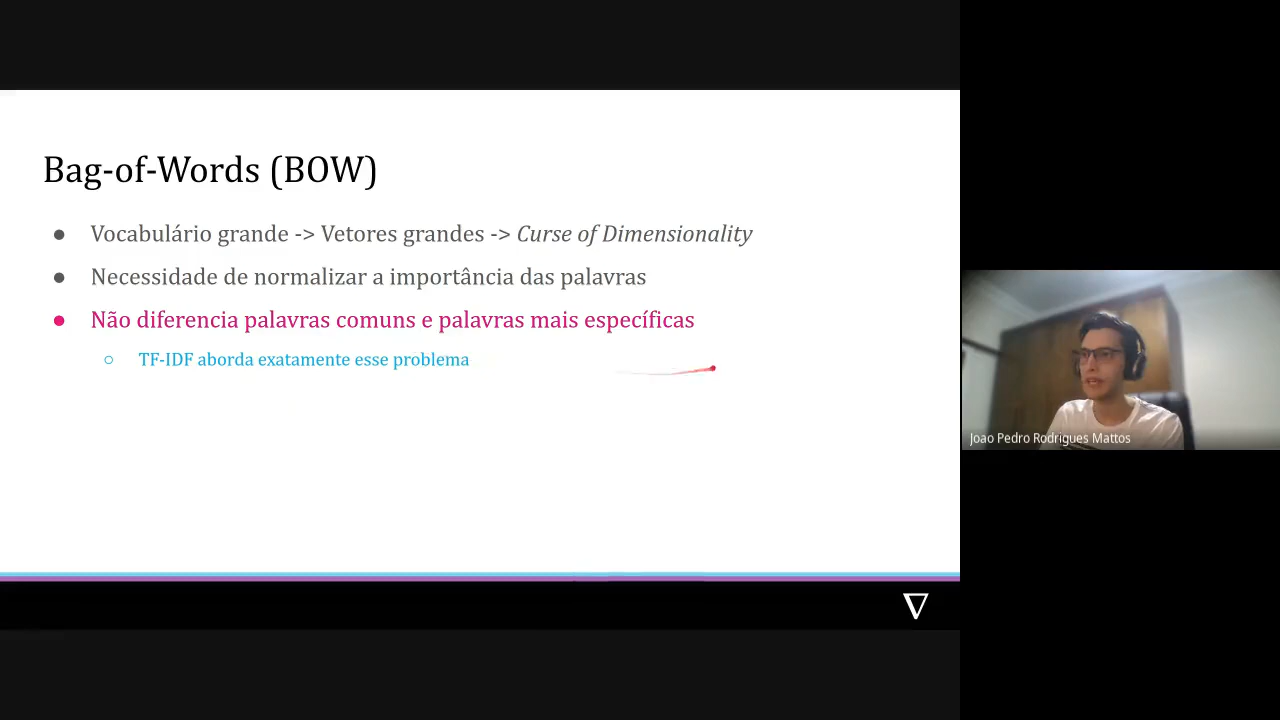 Bag-of-Words (BOW)
● Vocabulário grande -> Vetores grandes -> Curse of Dimensionality
● Necessidade de normalizar a importância das palavras
● Não diferencia palavras comuns e palavras mais específicas
○ TF-IDF aborda exatamente esse problema
Joao Pedro Rodrigues Mattos